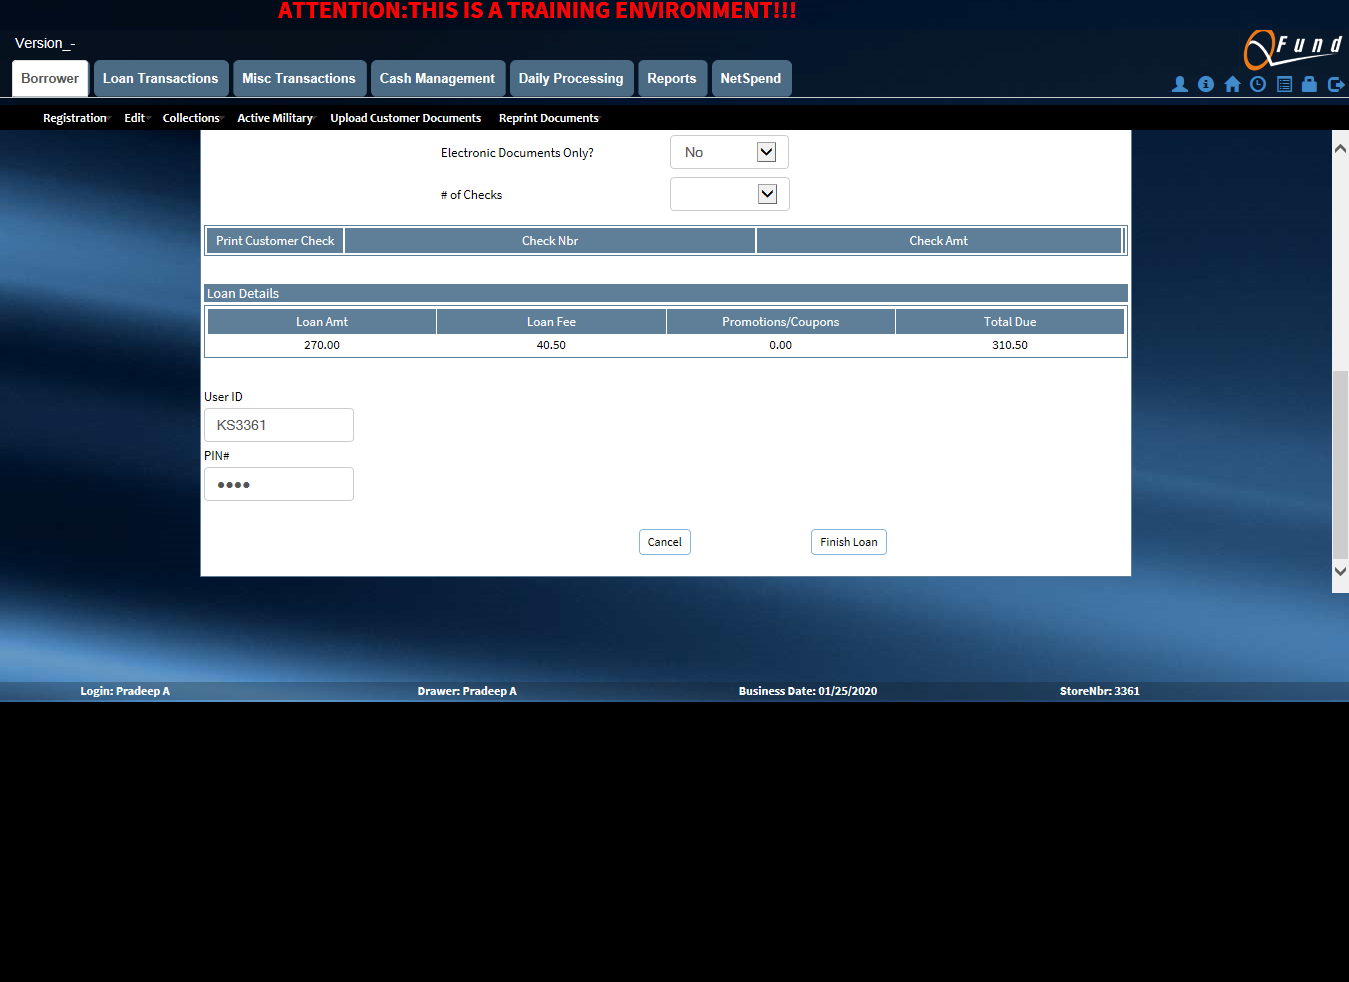 ATTENTION:THIS IS A TRAINING ENVIRONMENT!!!
Version_-
QFund
Borrower Loan Transactions Misc Transactions Cash Management Daily Processing Reports NetSpend
Registration Edit Collections Active Military Upload Customer Documents Reprint Documents
Electronic Documents Only? No
# of Checks
Print Customer Check Check Nbr Check Amt
Loan Details
Loan Amt Loan Fee Promotions/Coupons Total Due
270.00 40.50 0.00 310.50
User ID
KS3361
PIN#
●●●●
Cancel Finish Loan
Login: Pradeep A Drawer: Pradeep A Business Date: 01/25/2020 StoreNbr: 3361